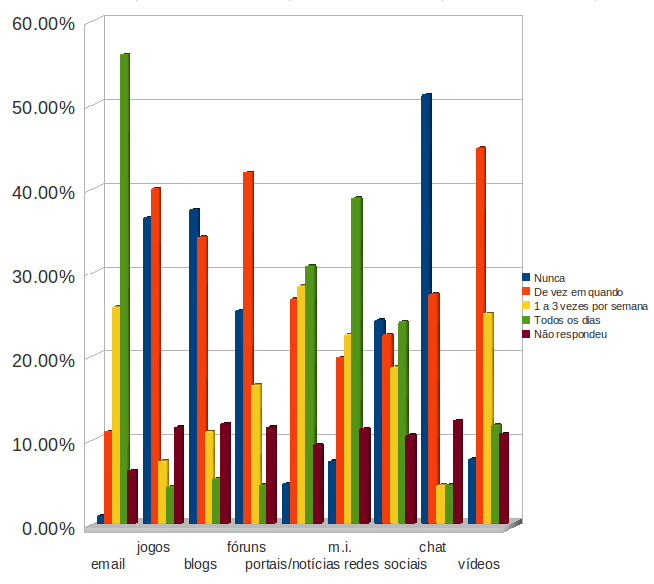 60.00%
50.00%
40.00%
30.00%
20.00%
10.00%
0.00%
Nunca
De vez em quando
1 a 3 vezes por semana
Todos os dias
Não respondeu
jogos fóruns m.i. chat
email blogs portais/notícias redes sociais vídeos